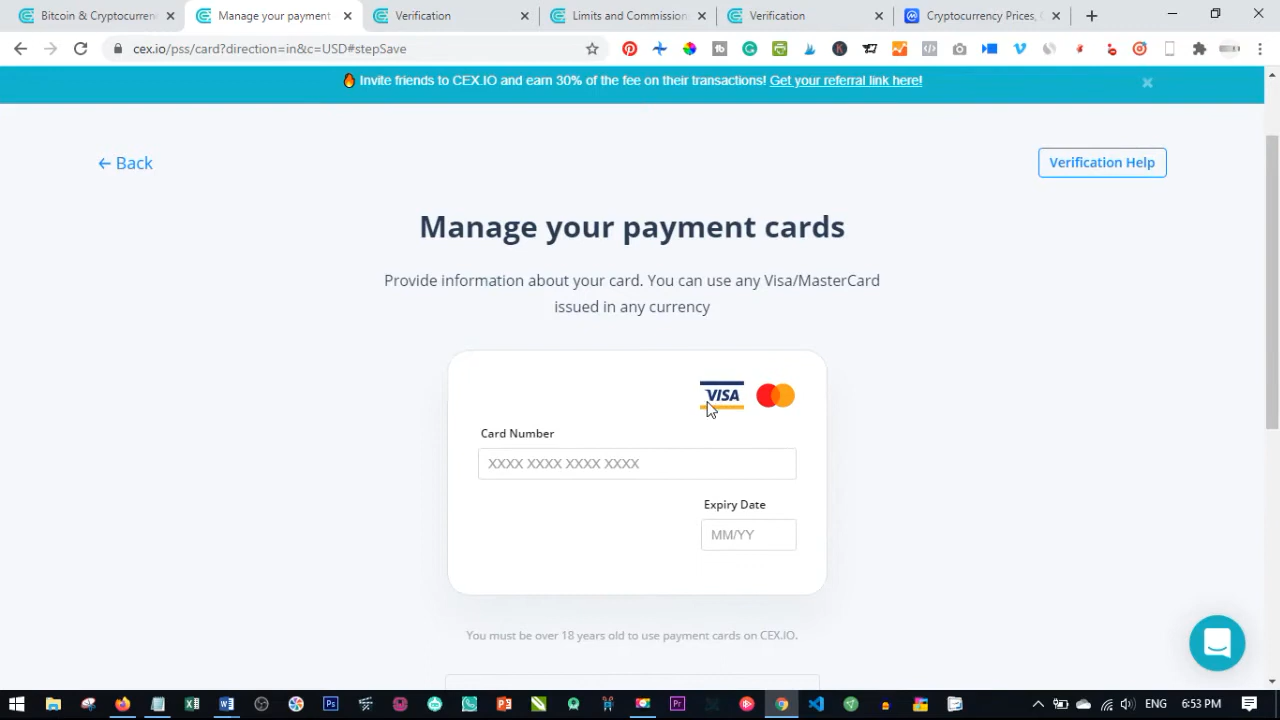 Bitcoin & Cryptocurren
Manage your payment
Verification
Limits and Commission
Verification
Cryptocurrency Prices, C
cex.io/pss/card?direction=in&c=USD#stepSave
Invite friends to CEX.IO and earn 30% of the fee on their transactions! Get your referral link here!
← Back
Verification Help
Manage your payment cards
Provide information about your card. You can use any Visa/MasterCard
issued in any currency
VISA
Card Number
XXXX XXXX XXXX XXXX
Expiry Date
MM/YY
You must be over 18 years old to use payment cards on CEX.IO.
ENG
6:53 PM